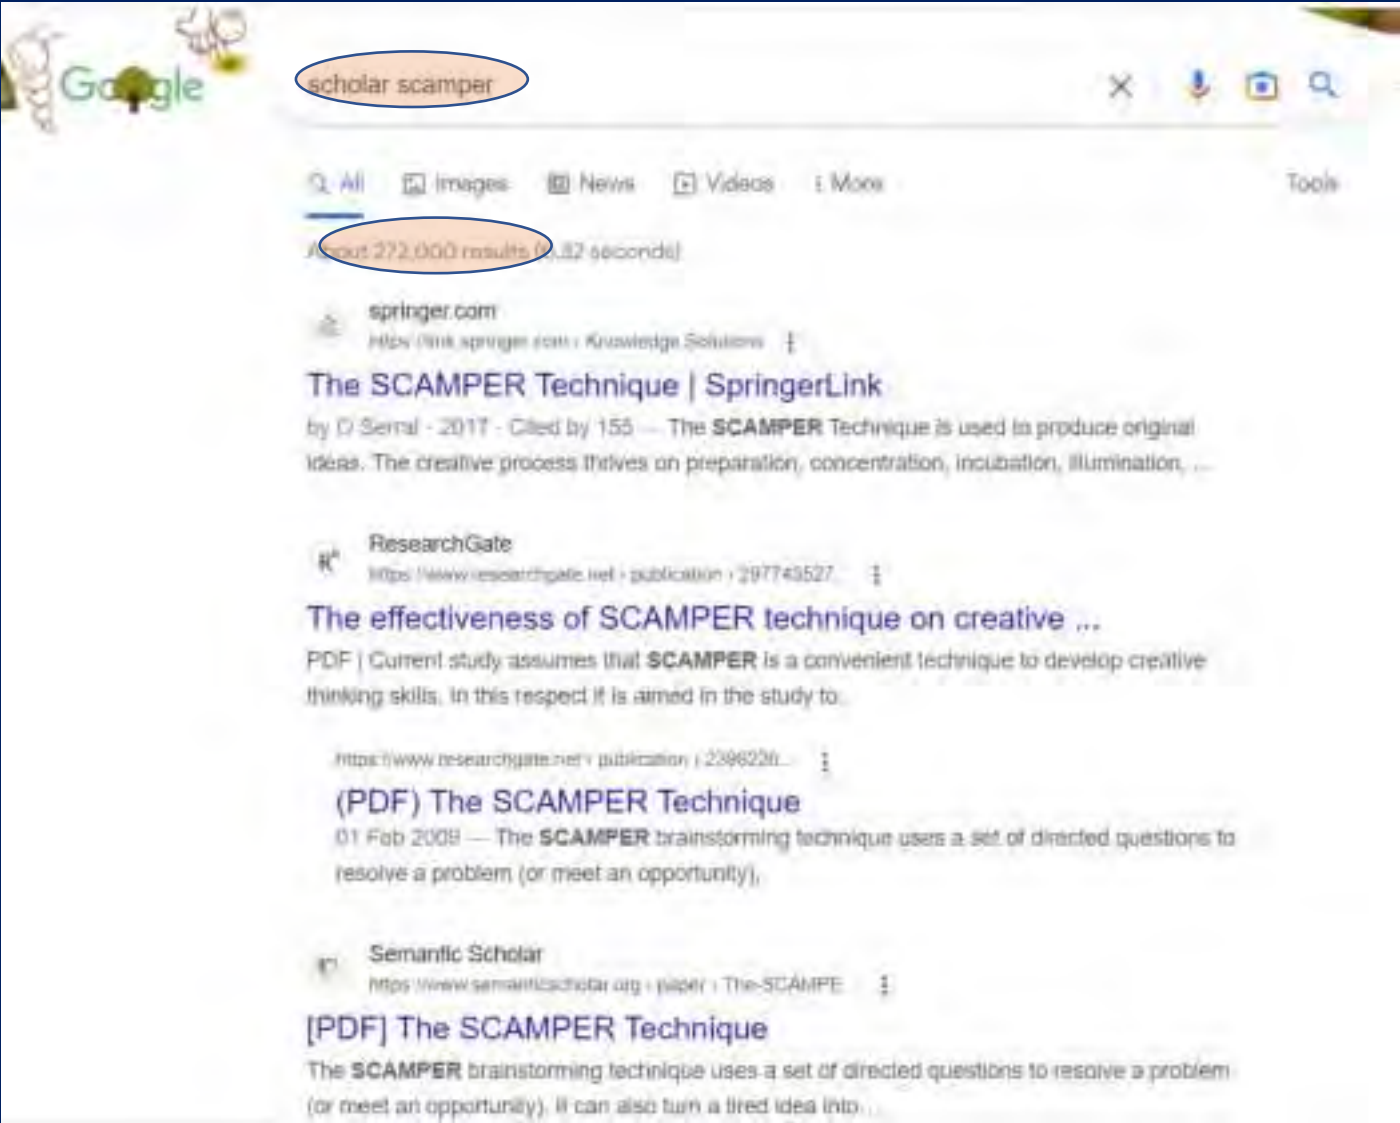 Google
scholar scamper
All Images News Videos More Tools
About 272,000 results (0.32 seconds)
springer.com
https://link.springer.com › Knowledge Solutions
The SCAMPER Technique | SpringerLink
by O Serrat · 2017 · Cited by 155 — The SCAMPER Technique is used to produce original
ideas. The creative process thrives on preparation, concentration, incubation, illumination, ...
ResearchGate
https://www.researchgate.net › publication › 297743527...
The effectiveness of SCAMPER technique on creative ...
PDF | Current study assumes that SCAMPER is a convenient technique to develop creative
thinking skills. In this respect it is aimed in the study to...
https://www.researchgate.net › publication
(PDF) The SCAMPER Technique
01 Feb 2009 — The SCAMPER brainstorming technique uses a set of directed questions to
resolve a problem (or meet an opportunity).
Semantic Scholar
https://www.semanticscholar.org › paper › The-SCAMPE...
[PDF] The SCAMPER Technique
The SCAMPER brainstorming technique uses a set of directed questions to resolve a problem
(or meet an opportunity). It can also turn a tired idea into...